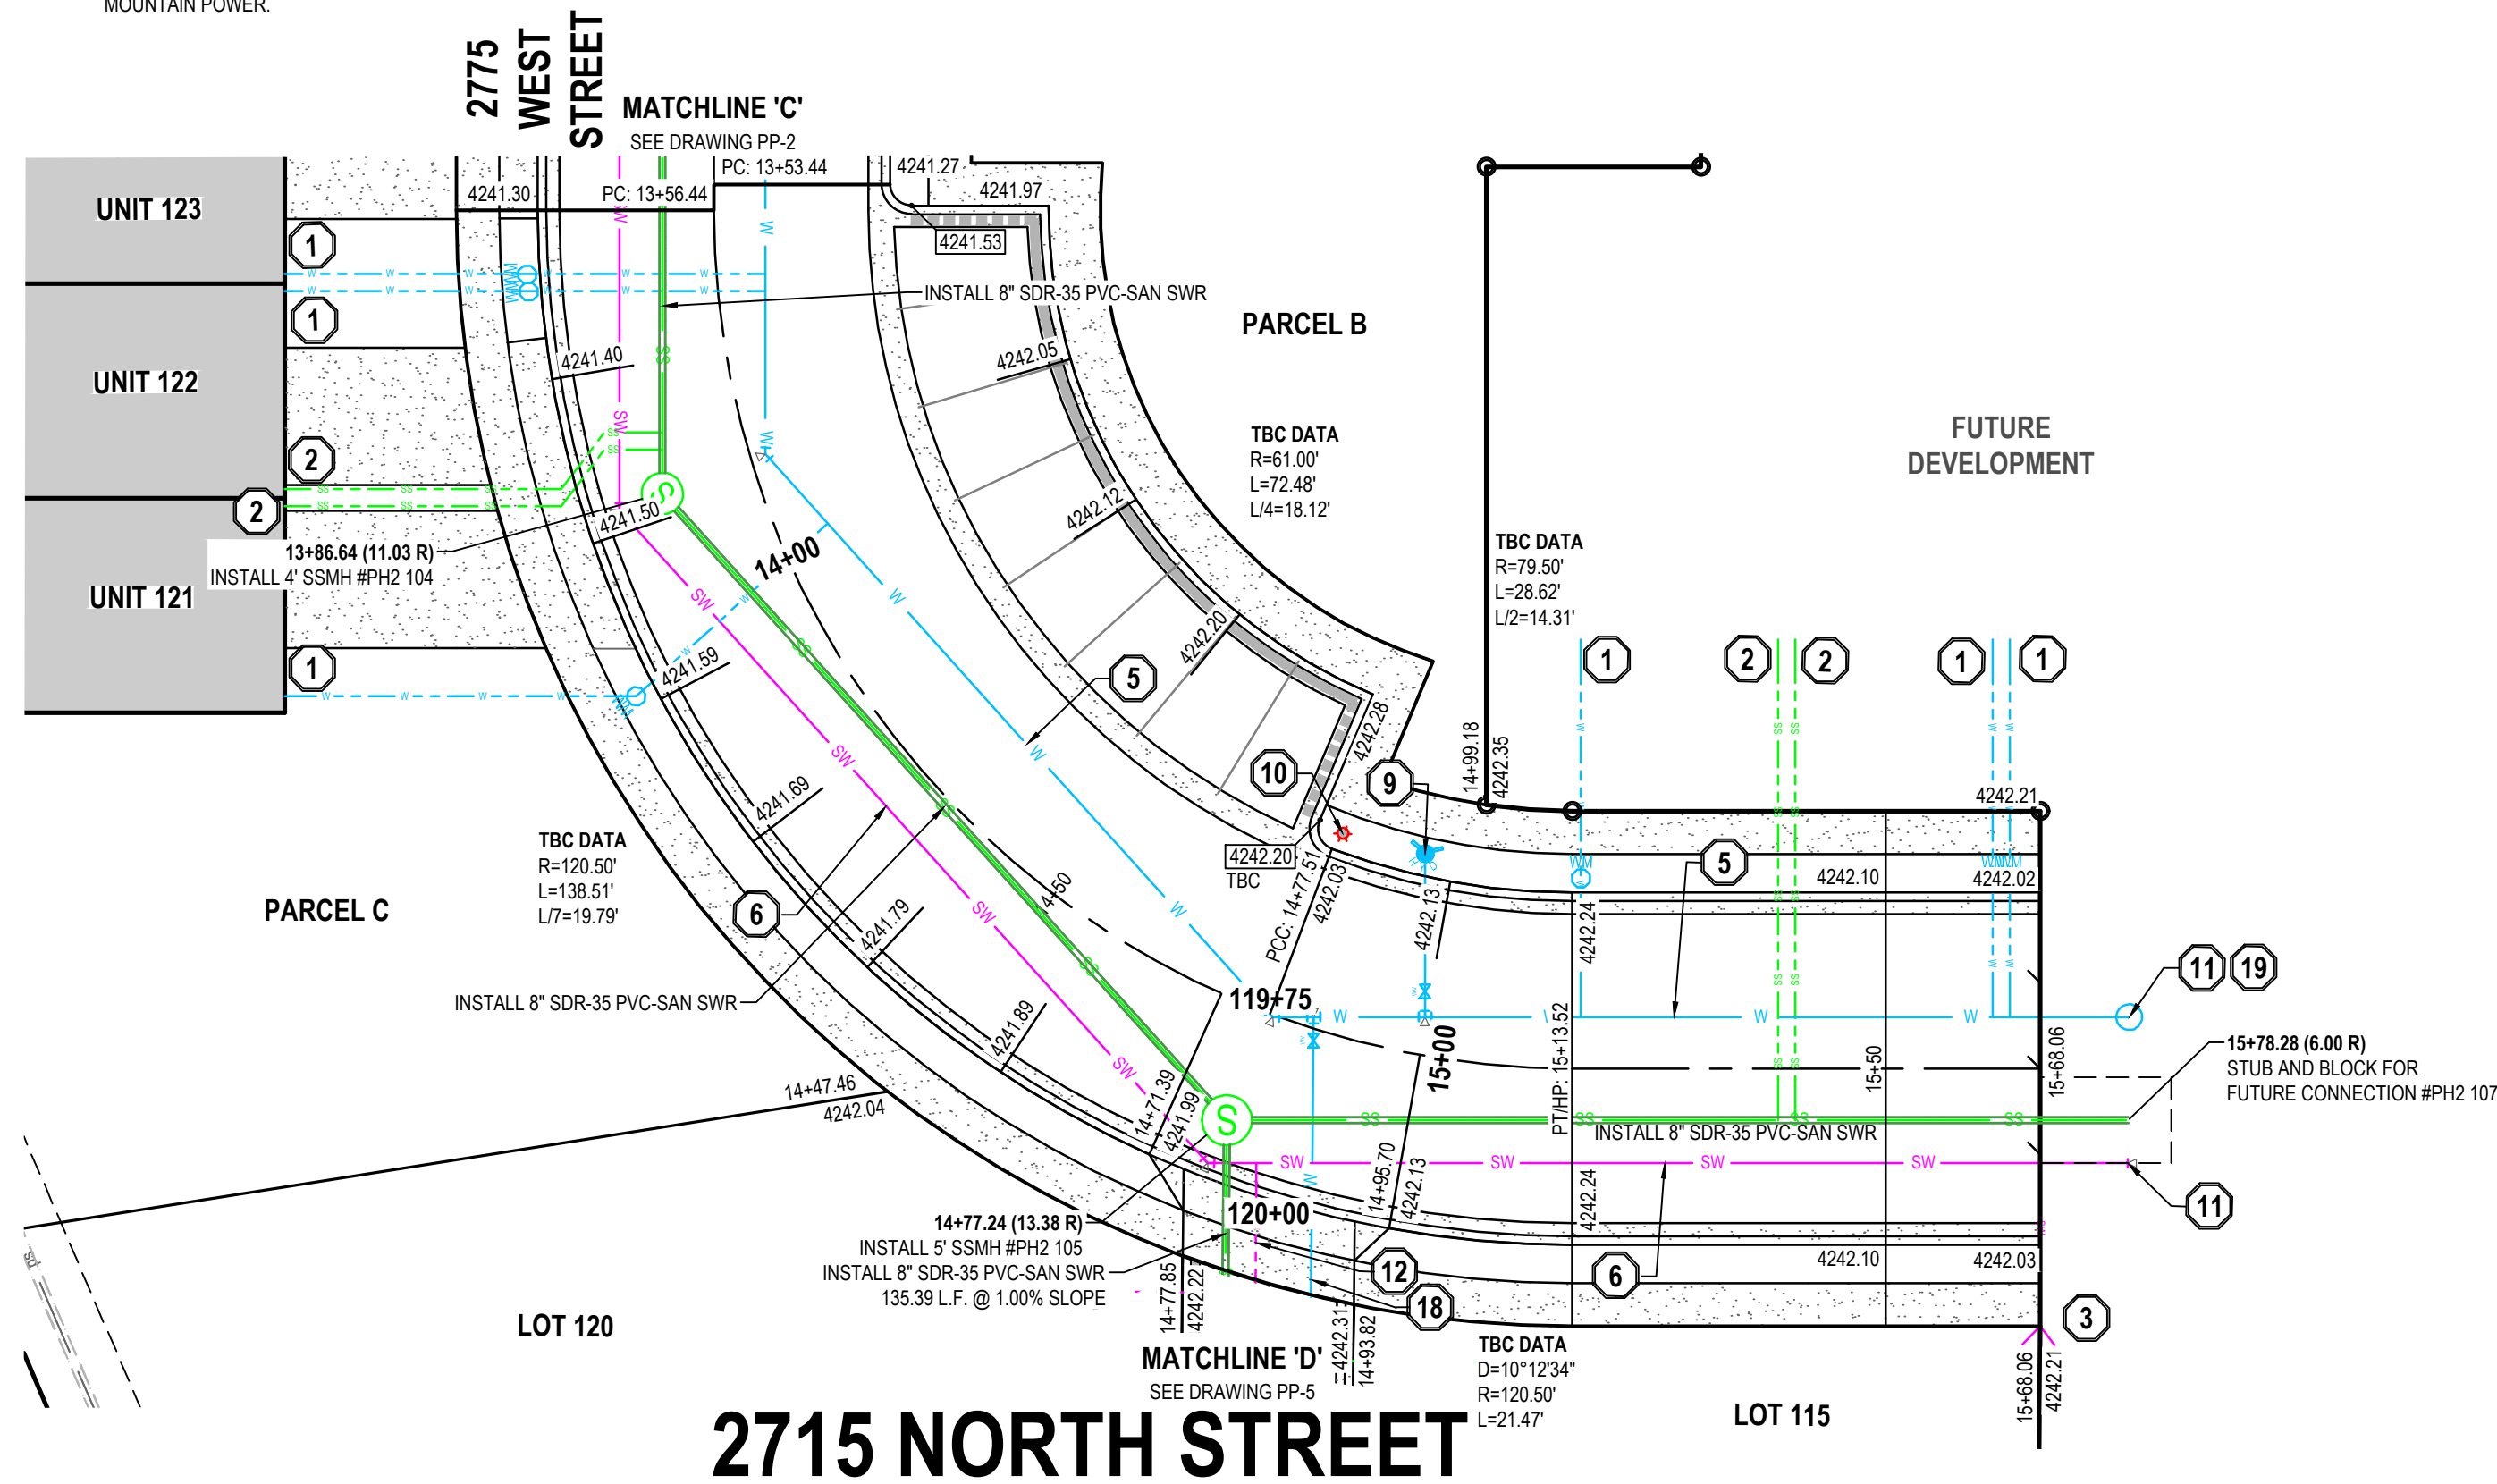 MOUNTAIN POWER.
2775
WEST
STREET
MATCHLINE 'C'
SEE DRAWING PP-2
PC: 13+53.44
PC: 13+56.44
4241.30
4241.27
4241.97
4241.53
UNIT 123
1
1
UNIT 122
2
2
UNIT 121
1
INSTALL 8" SDR-35 PVC-SAN SWR
PARCEL B
4241.40
4242.05
4242.12
4242.20
4242.28
TBC DATA
R=61.00'
L=72.48'
L/4=18.12'
FUTURE
DEVELOPMENT
TBC DATA
R=79.50'
L=28.62'
L/2=14.31'
4241.50
13+86.64 (11.03 R)
INSTALL 4' SSMH #PH2 104
14+00
4241.59
5
1
2
2
1
1
10
9
14+99.18
4242.35
4242.21
4241.69
TBC DATA
R=120.50'
L=138.51'
L/7=19.79'
4242.20
TBC
PCC: 14+77.51
4242.03
4242.13
4242.24
5
4242.10
4242.02
PARCEL C
6
4241.79
4+50
INSTALL 8" SDR-35 PVC-SAN SWR
4241.89
119+75
15+00
PT/HP: 15+13.52
15+50
15+68.06
11
19
15+78.28 (6.00 R)
STUB AND BLOCK FOR
FUTURE CONNECTION #PH2 107
14+47.46
4242.04
14+71.39
4241.99
S
S
INSTALL 8" SDR-35 PVC-SAN SWR
14+95.70
4242.13
4242.24
11
14+77.24 (13.38 R)
INSTALL 5' SSMH #PH2 105
INSTALL 8" SDR-35 PVC-SAN SWR
135.39 L.F. @ 1.00% SLOPE
120+00
12
18
6
4242.10
4242.03
3
14+77.85
4242.22
4242.31
14+93.82
LOT 120
MATCHLINE 'D'
SEE DRAWING PP-5
TBC DATA
D=10°12'34"
R=120.50'
L=21.47'
LOT 115
15+68.06
4242.21
sd
W
SW
SS
WM
2715 NORTH STREET